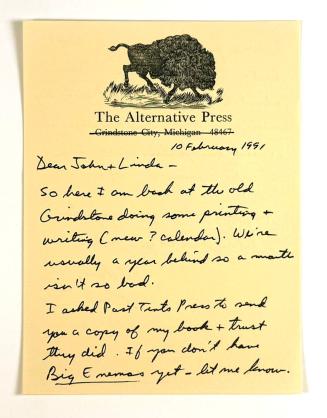 The Alternative Press
Grindstone City, Michigan 48467
10 February 1991
Dear John + Linda –
So here I am back at the old
Grindstone doing some printing +
writing (new? calendar). We're
usually a year behind so a month
isn't so bad.
I asked Past Tents Press to send
you a copy of my book + trust
they did. If you don't have
Big Enemas yet – let me know.